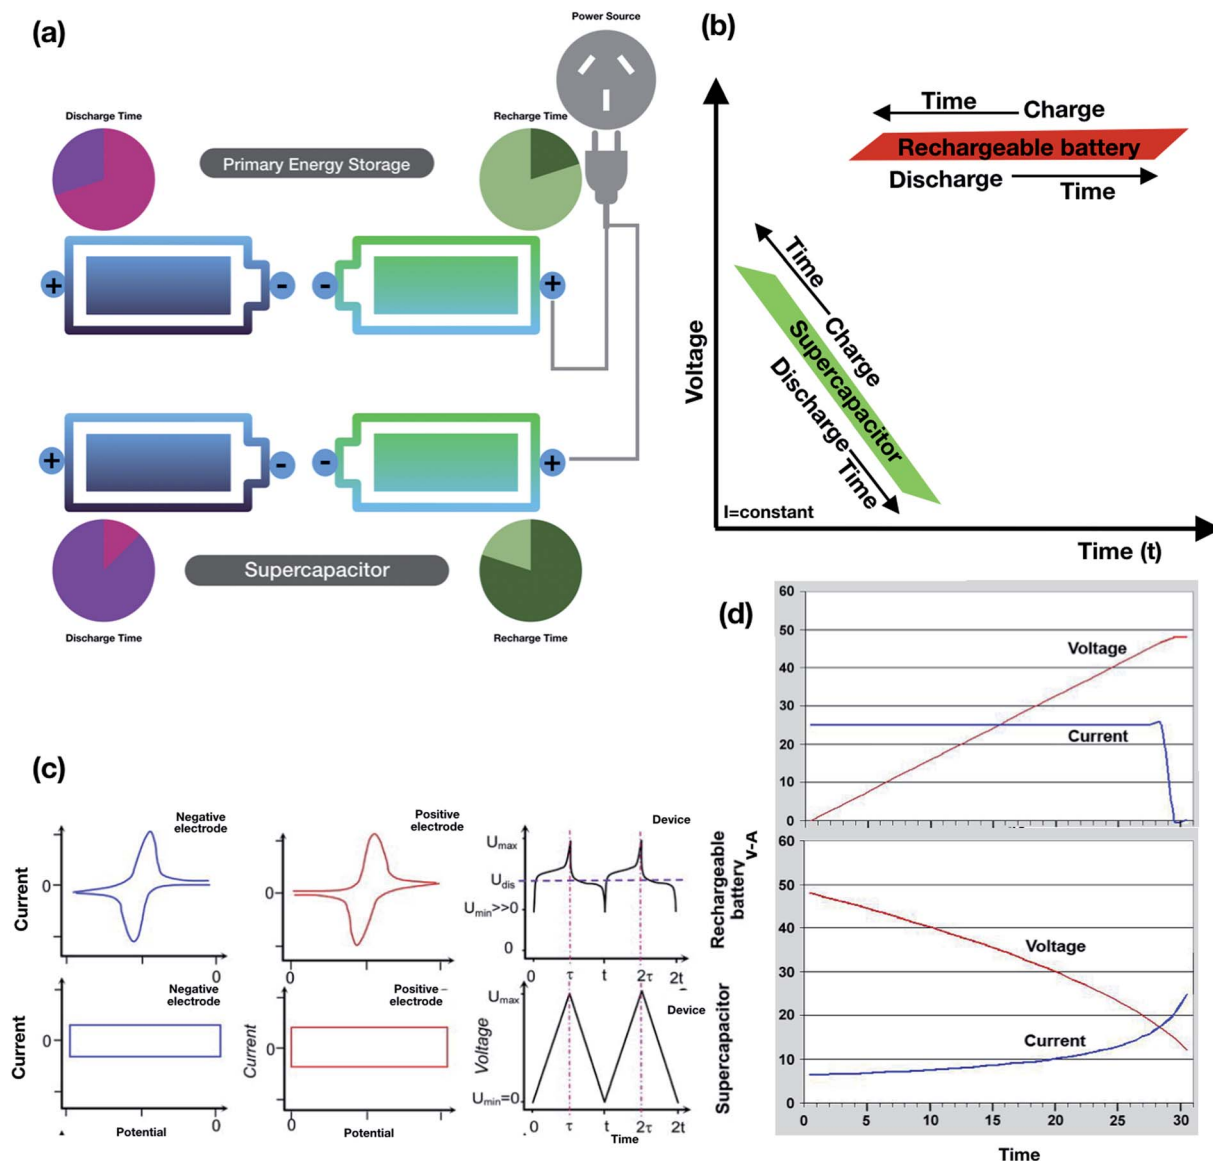 (a)
Power Source
Discharge Time
Recharge Time
Primary Energy Storage
+
-
-
+
+
-
-
+
Supercapacitor
Discharge Time
Recharge Time
(b)
Time
Charge
Rechargeable battery
Discharge
Time
Time
Charge
Supercapacitor
Discharge
Time
Voltage
I=constant
Time (t)
(c)
Negative
electrode
Current
0
0
Positive
electrode
0
0
Device
Umax
Udis
Umin>>0
0
0 τ t 2τ 2t
Rechargeable
battery
Negative
electrode
Current
0
0
Potential
Positive
electrode
Current
0
0
Device
Voltage
Umax
Umin=0
0 τ t 2τ 2t
Time
Supercapacitor
(d)
60
50
40
30
20
10
0
Voltage
Current
V-A
60
50
40
30
20
10
0
Voltage
Current
0 5 10 15 20 25 30
Time